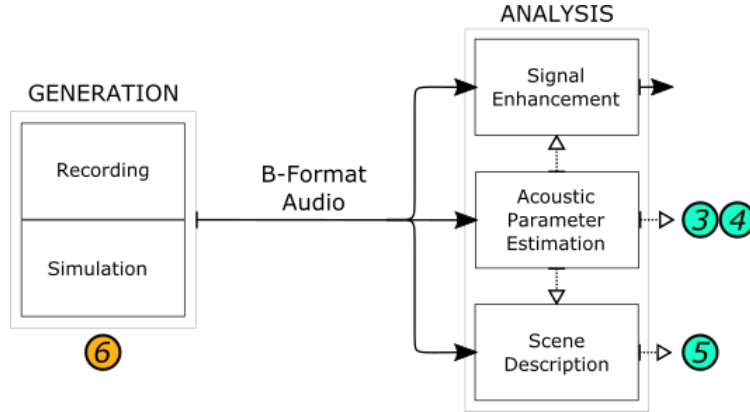 ANALYSIS
GENERATION
Recording
Simulation
6
B-Format
Audio
Signal
Enhancement
Acoustic
Parameter
Estimation
3 4
Scene
Description
5